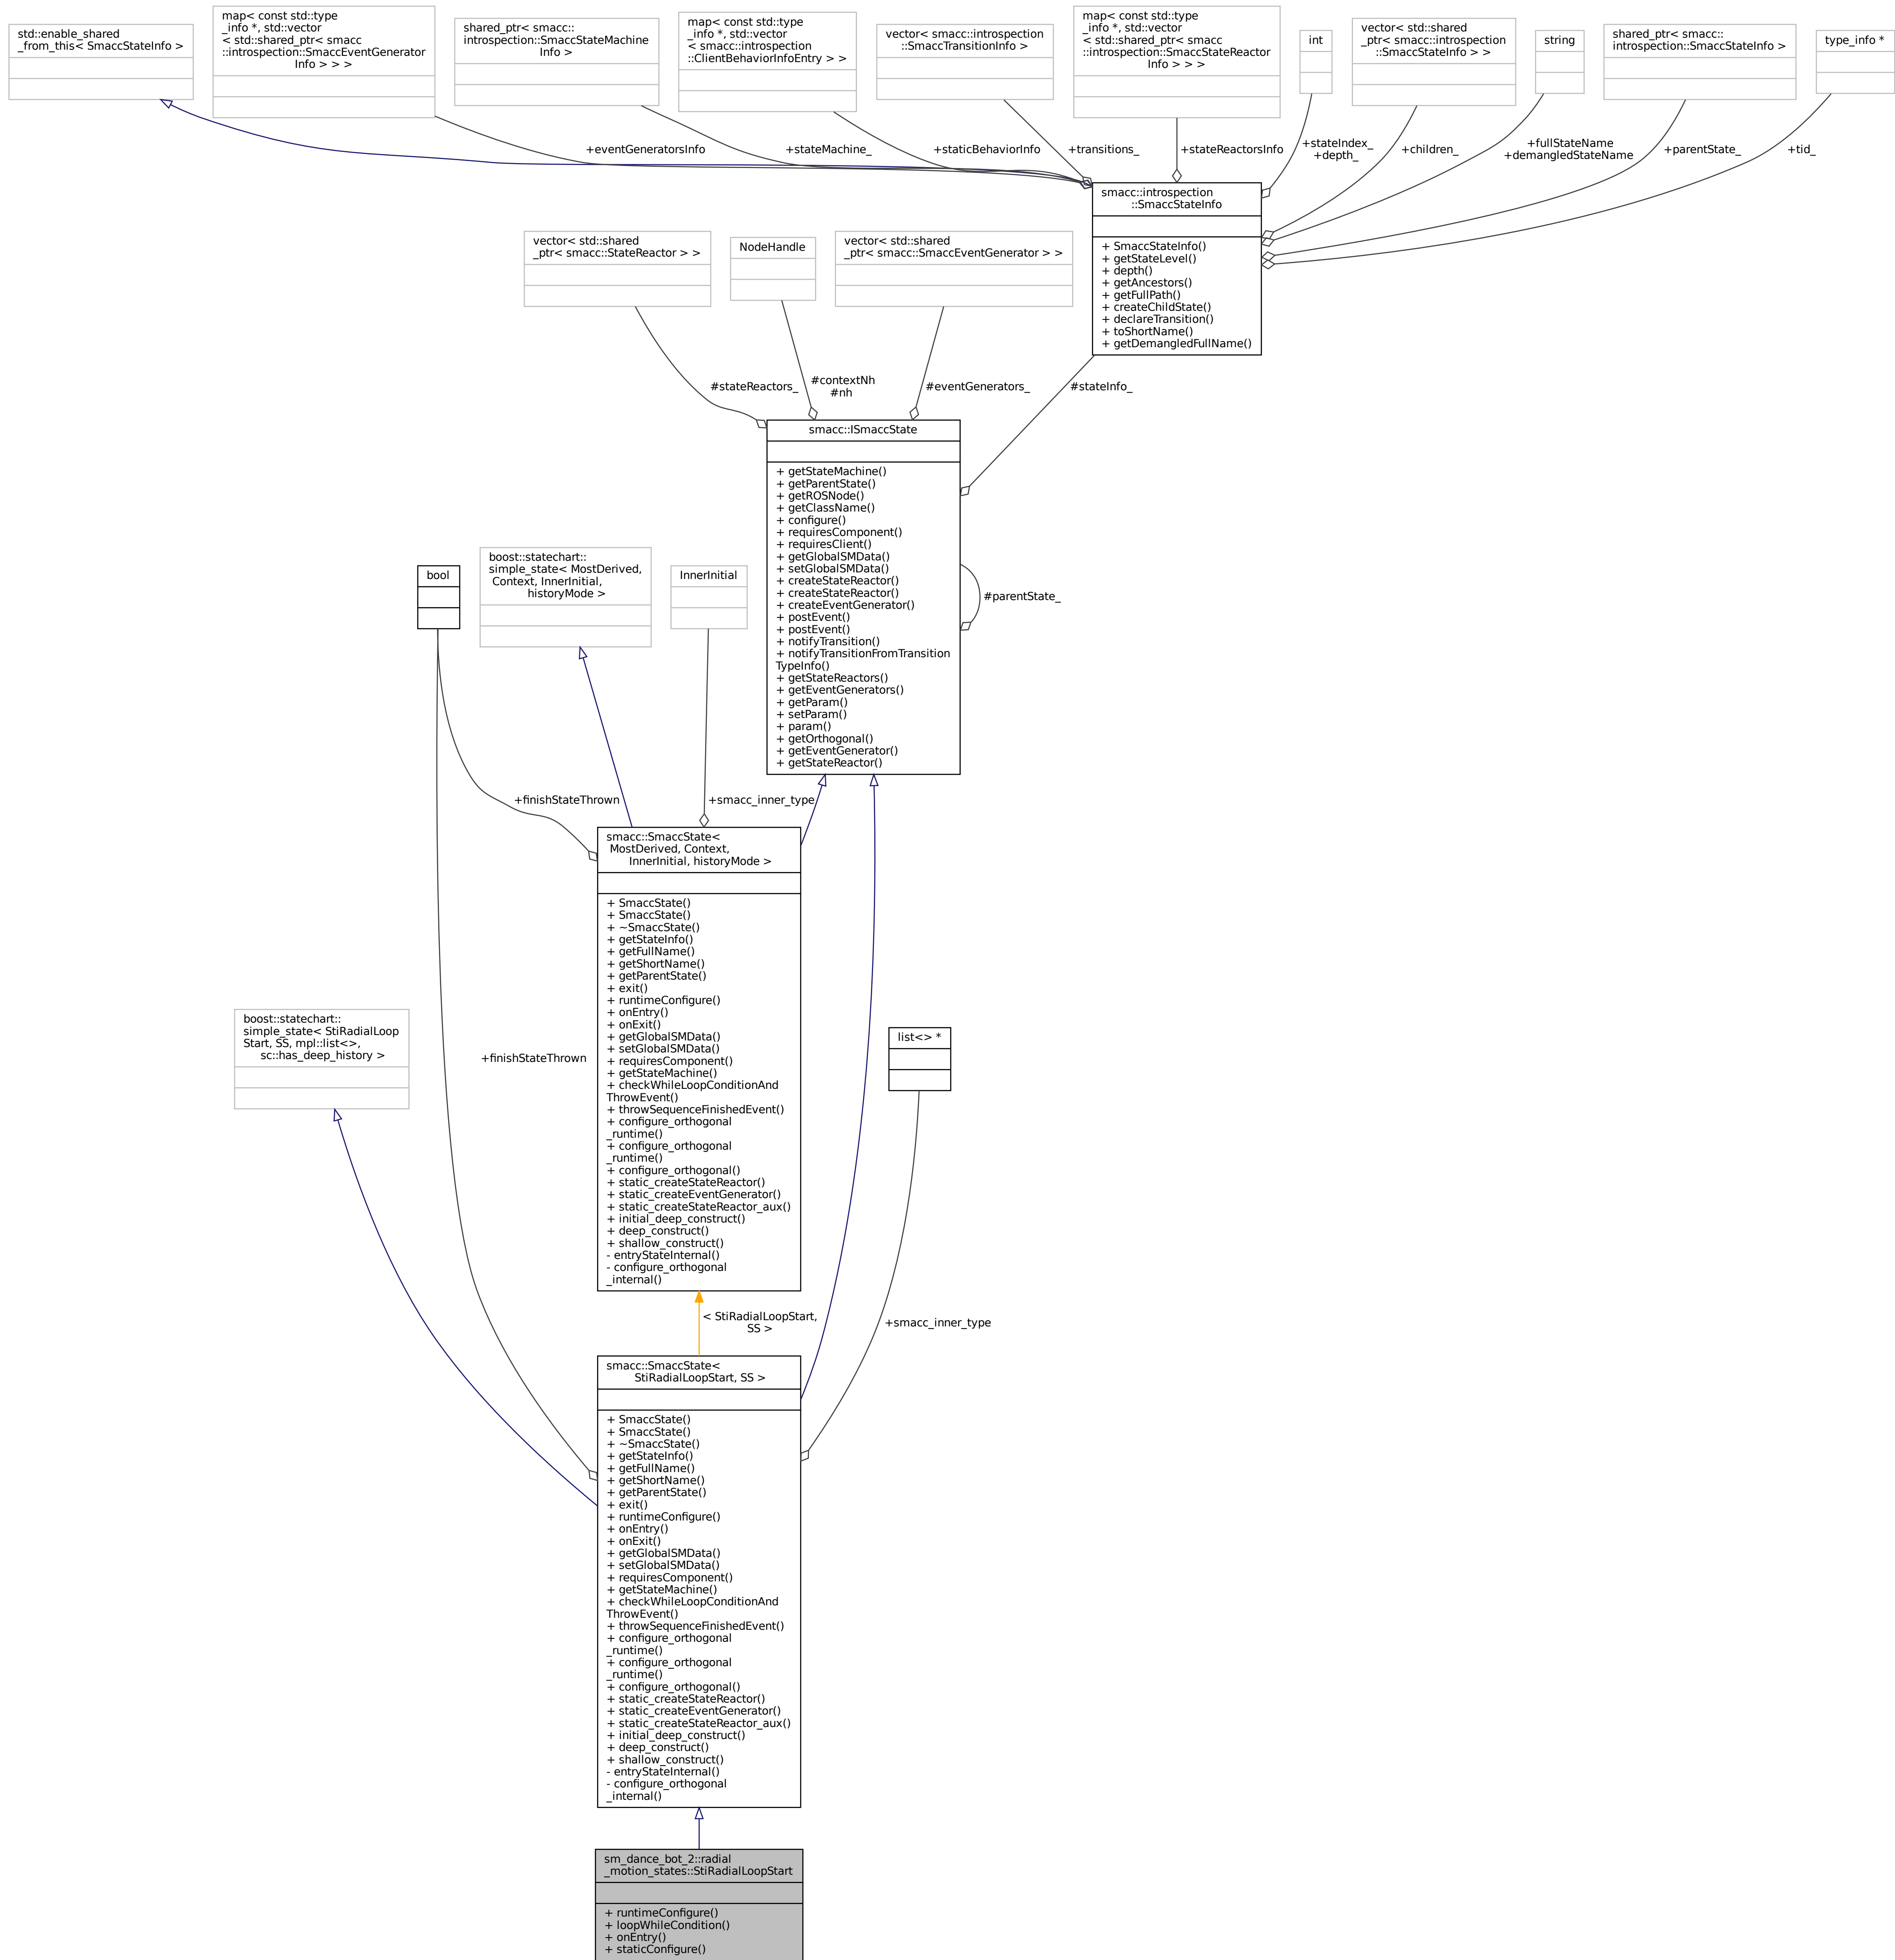 std::enable_shared
_from_this< SmaccStateInfo >
map< const std::type
_info *, std::vector
< std::shared_ptr< smacc
::introspection::SmaccEventGenerator
Info > > >
shared_ptr< smacc::
introspection::SmaccStateMachine
Info >
map< const std::type
_info *, std::vector
< smacc::introspection
::ClientBehaviorInfoEntry > >
vector< smacc::introspection
::SmaccTransitionInfo >
map< const std::type
_info *, std::vector
< std::shared_ptr< smacc
::introspection::SmaccStateReactor
Info > > >
int
vector< std::shared
_ptr< smacc::introspection
::SmaccStateInfo > >
string
shared_ptr< smacc::
introspection::SmaccStateInfo >
type_info *
+eventGeneratorsInfo
+stateMachine_
+staticBehaviorInfo
+transitions_
+stateReactorsInfo
+stateIndex_
+depth_
+children_
+fullStateName
+demangledStateName
+parentState_
+tid_
smacc::introspection
::SmaccStateInfo
+ SmaccStateInfo()
+ getStateLevel()
+ depth()
+ getAncestors()
+ getFullPath()
+ createChildState()
+ declareTransition()
+ toShortName()
+ getDemangledFullName()
vector< std::shared
_ptr< smacc::StateReactor > >
NodeHandle
vector< std::shared
_ptr< smacc::SmaccEventGenerator > >
#stateReactors_
#contextNh
#nh
#eventGenerators_
#stateInfo_
smacc::ISmaccState
+ getStateMachine()
+ getParentState()
+ getROSNode()
+ getClassName()
+ configure()
+ requiresComponent()
+ requiresClient()
+ getGlobalSMData()
+ setGlobalSMData()
+ createStateReactor()
+ createStateReactor()
+ createEventGenerator()
+ postEvent()
+ postEvent()
+ notifyTransition()
+ notifyTransitionFromTransition
TypeInfo()
+ getStateReactors()
+ getEventGenerators()
+ getParam()
+ setParam()
+ param()
+ getOrthogonal()
+ getEventGenerator()
+ getStateReactor()
#parentState_
bool
boost::statechart::
simple_state< MostDerived,
Context, InnerInitial,
historyMode >
InnerInitial
+finishStateThrown
+smacc_inner_type
smacc::SmaccState<
MostDerived, Context,
InnerInitial, historyMode >
+ SmaccState()
+ SmaccState()
+ ~SmaccState()
+ getStateInfo()
+ getFullName()
+ getShortName()
+ getParentState()
+ exit()
+ runtimeConfigure()
+ onEntry()
+ onExit()
+ getGlobalSMData()
+ setGlobalSMData()
+ requiresComponent()
+ getStateMachine()
+ checkWhileLoopConditionAnd
ThrowEvent()
+ throwSequenceFinishedEvent()
+ configure_orthogonal
_runtime()
+ configure_orthogonal
_runtime()
+ configure_orthogonal()
+ static_createStateReactor()
+ static_createEventGenerator()
+ static_createStateReactor_aux()
+ initial_deep_construct()
+ deep_construct()
+ shallow_construct()
- entryStateInternal()
- configure_orthogonal
_internal()
boost::statechart::
simple_state< StiRadialLoop
Start, SS, mpl::list<>,
sc::has_deep_history >
+finishStateThrown
list<> *
< StiRadialLoopStart,
SS >
+smacc_inner_type
smacc::SmaccState<
StiRadialLoopStart, SS >
+ SmaccState()
+ SmaccState()
+ ~SmaccState()
+ getStateInfo()
+ getFullName()
+ getShortName()
+ getParentState()
+ exit()
+ runtimeConfigure()
+ onEntry()
+ onExit()
+ getGlobalSMData()
+ setGlobalSMData()
+ requiresComponent()
+ getStateMachine()
+ checkWhileLoopConditionAnd
ThrowEvent()
+ throwSequenceFinishedEvent()
+ configure_orthogonal
_runtime()
+ configure_orthogonal
_runtime()
+ configure_orthogonal()
+ static_createStateReactor()
+ static_createEventGenerator()
+ static_createStateReactor_aux()
+ initial_deep_construct()
+ deep_construct()
+ shallow_construct()
- entryStateInternal()
- configure_orthogonal
_internal()
sm_dance_bot_2::radial
_motion_states::StiRadialLoopStart
+ runtimeConfigure()
+ loopWhileCondition()
+ onEntry()
+ staticConfigure()